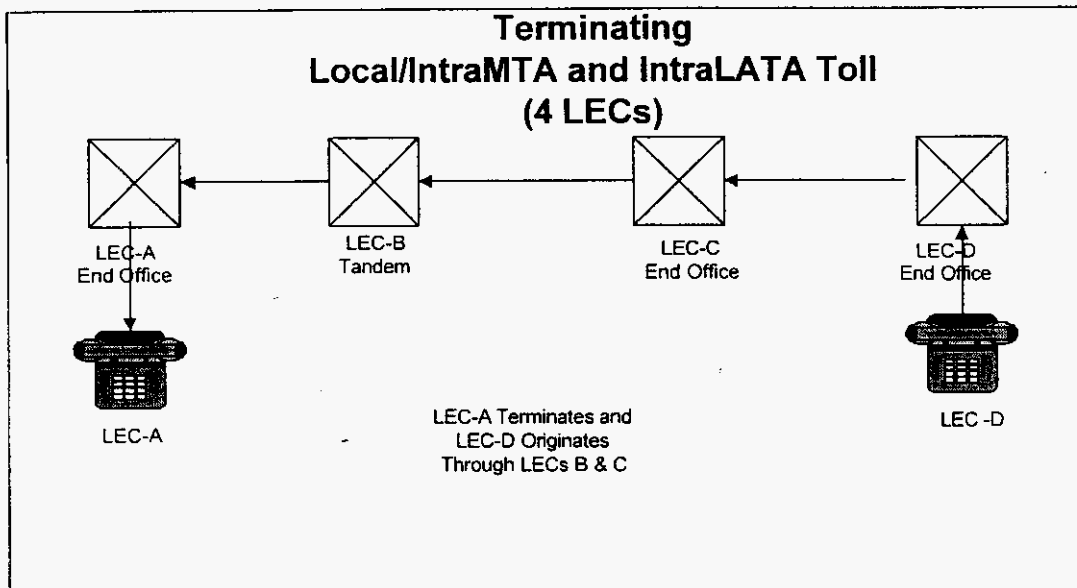 Terminating
Local/IntraMTA and IntraLATA Toll
(4 LECs)
LEC-A
End Office
LEC-B
Tandem
LEC-C
End Office
LEC-D
End Office
LEC-A
LEC -D
LEC-A Terminates and
LEC-D Originates
Through LECs B & C